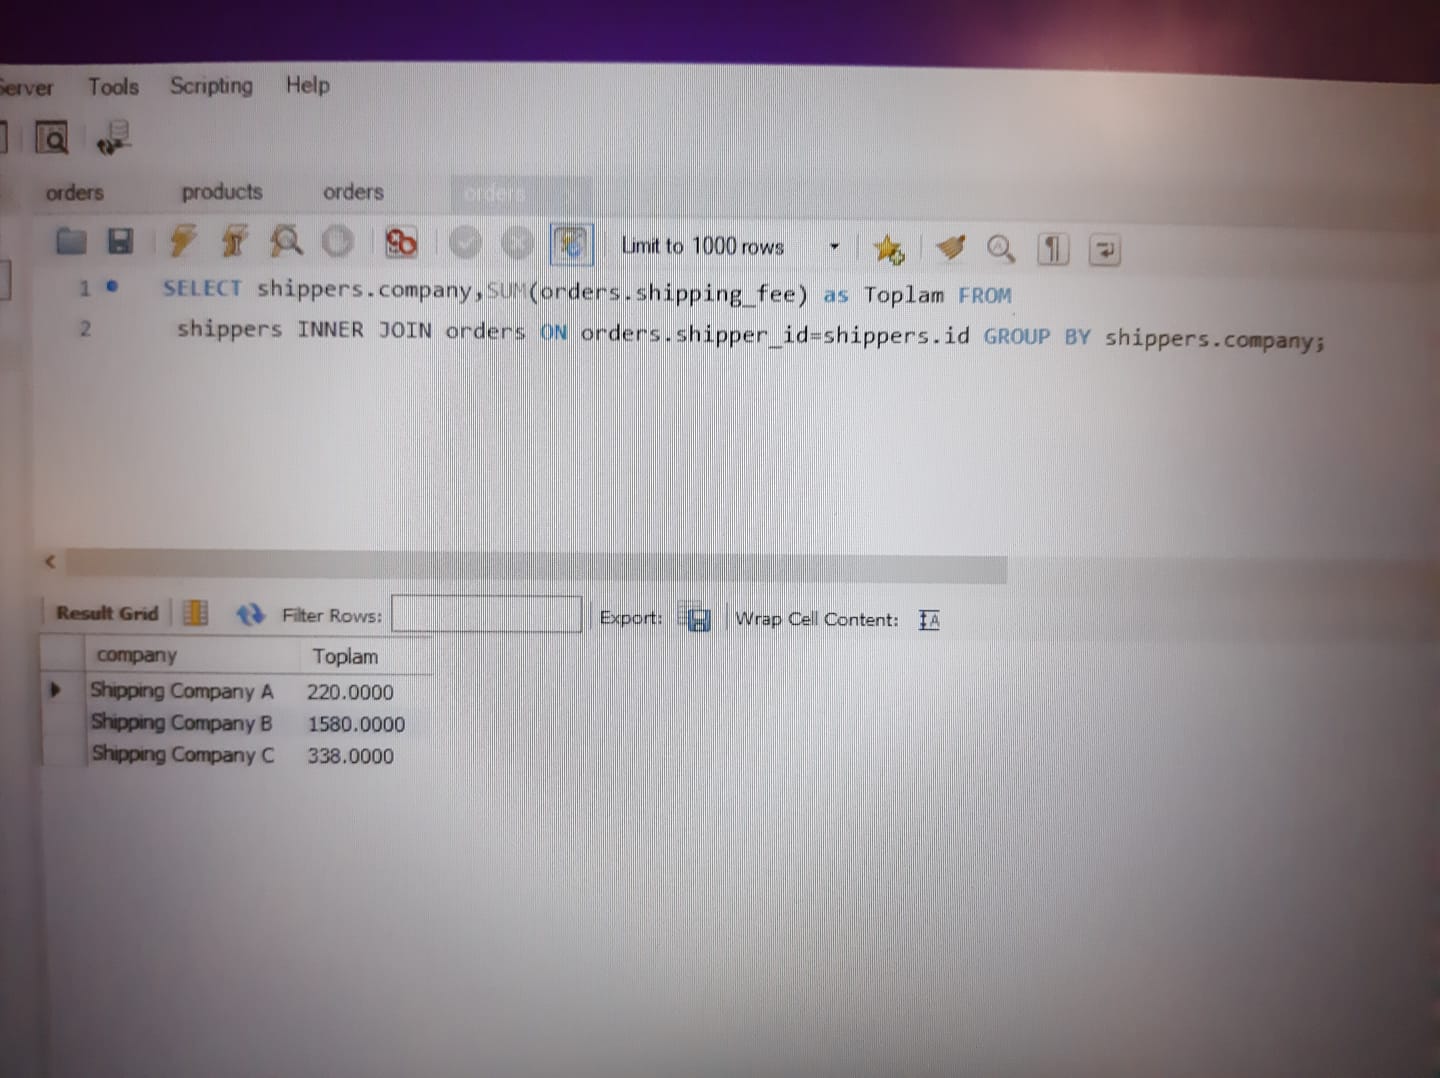 Server Tools Scripting Help
orders products orders orders
Limit to 1000 rows
1 SELECT shippers.company,SUM(orders.shipping_fee) as Toplam FROM
2 shippers INNER JOIN orders ON orders.shipper_id=shippers.id GROUP BY shippers.company;
Result Grid Filter Rows: Export: Wrap Cell Content:
company Toplam
Shipping Company A 220.0000
Shipping Company B 1580.0000
Shipping Company C 338.0000